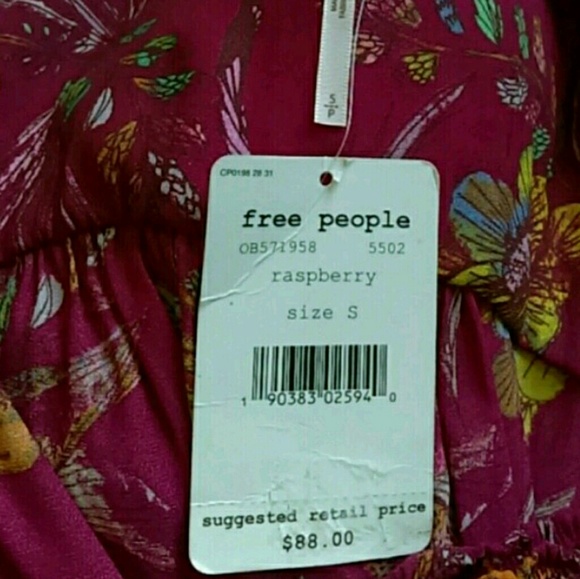 S/P
CP0198 28 31
free people
OB571958 5502
raspberry
size S
1 90383 02594 0
suggested retail price
$88.00